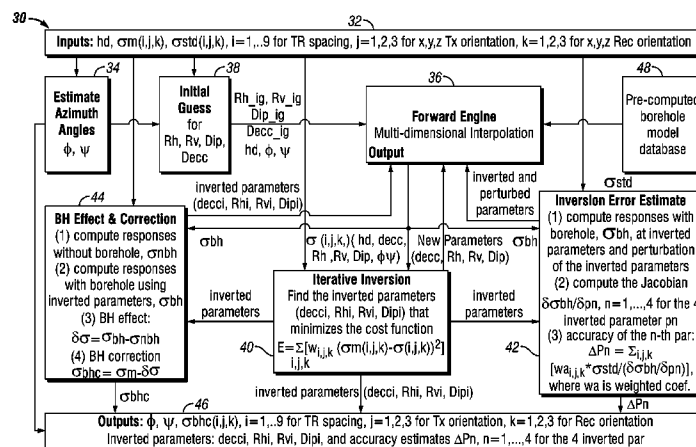 30
32
Inputs: hd, σm(i,j,k), σstd(i,j,k), i=1,..9 for TR spacing, j=1,2,3 for x,y,z Tx orientation, k=1,2,3 for x,y,z Rec orientation
34
Estimate
Azimuth
Angles
ϕ, ψ
38
Initial
Guess
for
Rh, Rv, Dip,
Decc
Rh_ig, Rv_ig
Dip_ig
Decc_ig
hd, ϕ, ψ
36
Forward Engine
Multi-dimensional Interpolation
Output
48
Pre-computed
borehole
model
database
inverted parameters
(decci, Rhi, Rvi, Dipi)
inverted and
perturbed
parameters
σstd
44
BH Effect & Correction
(1) compute responses
without borehole, σnbh
(2) compute responses
with borehole using
inverted parameters, σbh
(3) BH effect:
δσ=σbh-σnbh
(4) BH correction
σbhc=σm-δσ
σbh
σ (i,j,k,)( hd, decc,
Rh ,Rv, Dip, ϕψ)
New Parameters
(decc, Rh, Rv, Dip)
σbh
inverted
parameters
Iterative Inversion
Find the inverted parameters
(decci, Rhi, Rvi, Dipi) that
minimizes the cost function
E=Σ[wi,j,k (σm(i,j,k)-σ(i,j,k))²]
i,j,k
40
inverted
parameters
Inversion Error Estimate
(1) compute responses with
borehole, σbh, at inverted
parameters and perturbation
of the inverted parameters
(2) compute the Jacobian
δσbh/δpn, n=1,...,4 for the 4
inverted parameter pn
(3) accuracy of the n-th par:
ΔPn = Σi,j,k
[wai,j,k*σstd/(δσbh/δpn)],
where wa is weighted coef.
42
σbhc
inverted parameters (decci, Rhi, Rvi, Dipi)
ΔPn
46
Outputs: ϕ, ψ, σbhc(i,j,k), i=1,..9 for TR spacing, j=1,2,3 for Tx orientation, k=1,2,3 for Rec orientation
Inverted parameters: decci, Rhi, Rvi, Dipi, and accuracy estimates ΔPn, n=1,...,4 for the 4 inverted par